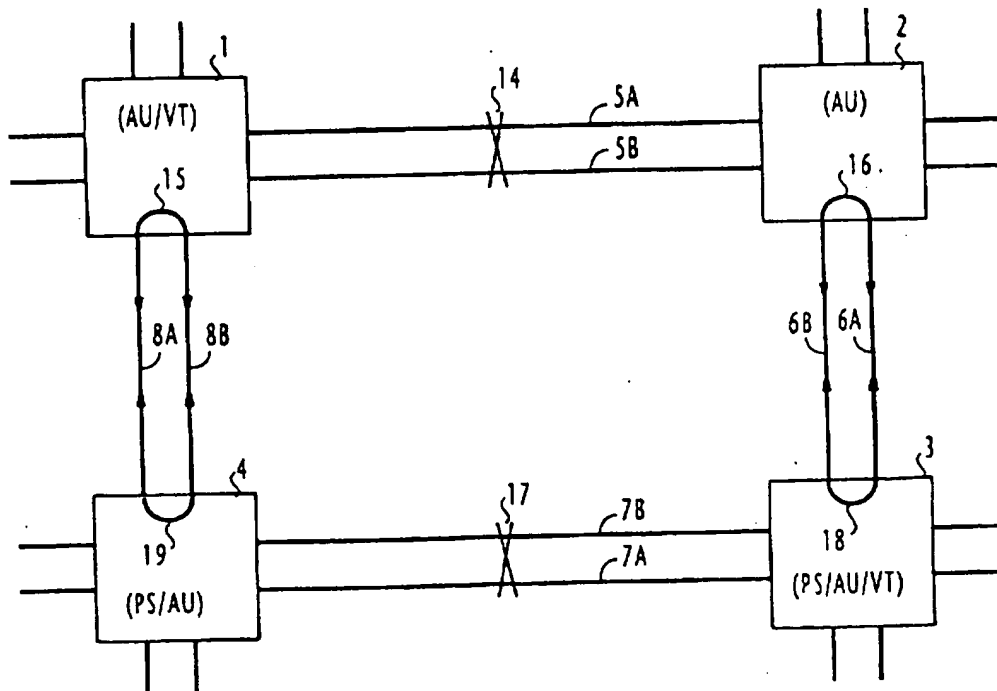 1
2
14
5A
(AU/VT)
(AU)
5B
15
16.
8A
8B
6B
6A
4
3
17
7B
19
18
7A
(PS/AU)
(PS/AU/VT)